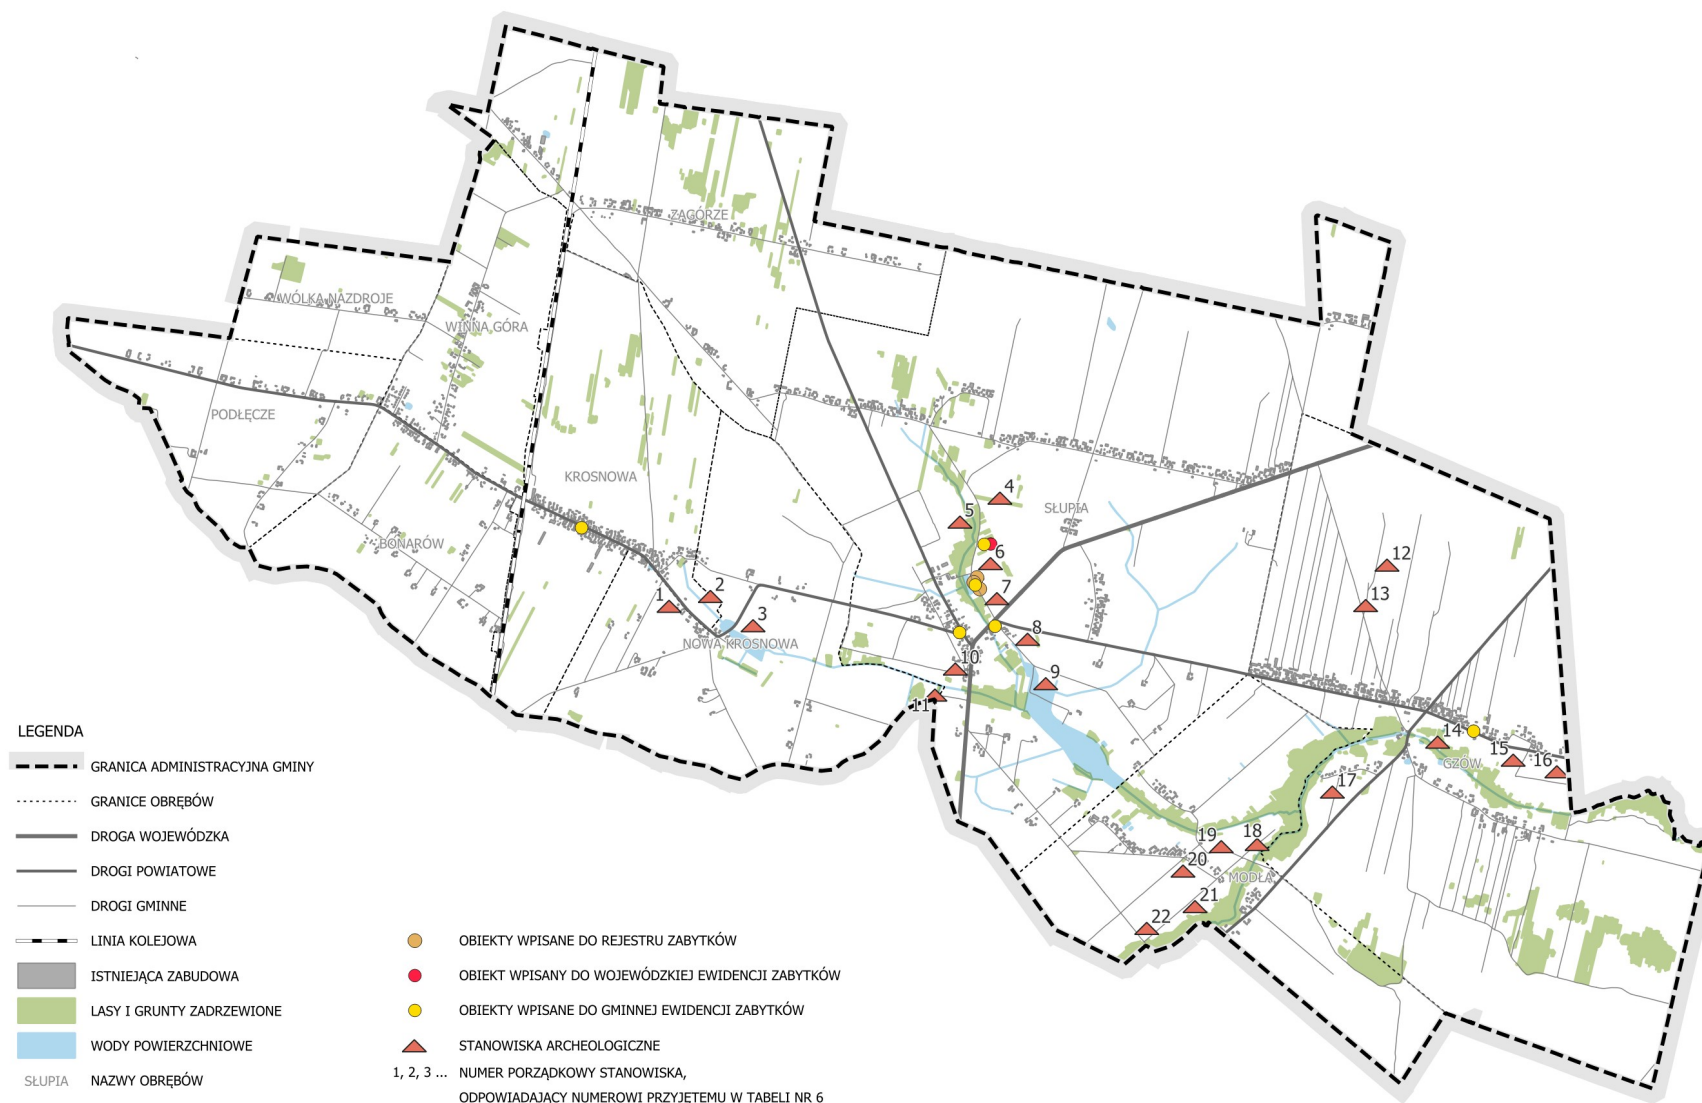 ZAGÓRZE
WÓLKA NAZDROJE
WINNA GÓRA
PODŁĘCZE
KROSNOWA
BONARÓW
SŁUPIA
NOWA KROSNOWA
GZÓW
MODŁA
1
2
3
4
5
6
7
8
9
10
11
12
13
14
15
16
17
18
19
20
21
22
LEGENDA
GRANICA ADMINISTRACYJNA GMINY
GRANICE OBRĘBÓW
DROGA WOJEWÓDZKA
DROGI POWIATOWE
DROGI GMINNE
LINIA KOLEJOWA
ISTNIEJĄCA ZABUDOWA
LASY I GRUNTY ZADRZEWIONE
WODY POWIERZCHNIOWE
SŁUPIA NAZWY OBRĘBÓW
OBIEKTY WPISANE DO REJESTRU ZABYTKÓW
OBIEKT WPISANY DO WOJEWÓDZKIEJ EWIDENCJI ZABYTKÓW
OBIEKTY WPISANE DO GMINNEJ EWIDENCJI ZABYTKÓW
STANOWISKA ARCHEOLOGICZNE
1, 2, 3 ... NUMER PORZĄDKOWY STANOWISKA,
ODPOWIADAJĄCY NUMEROWI PRZYJĘTEMU W TABELI NR 6